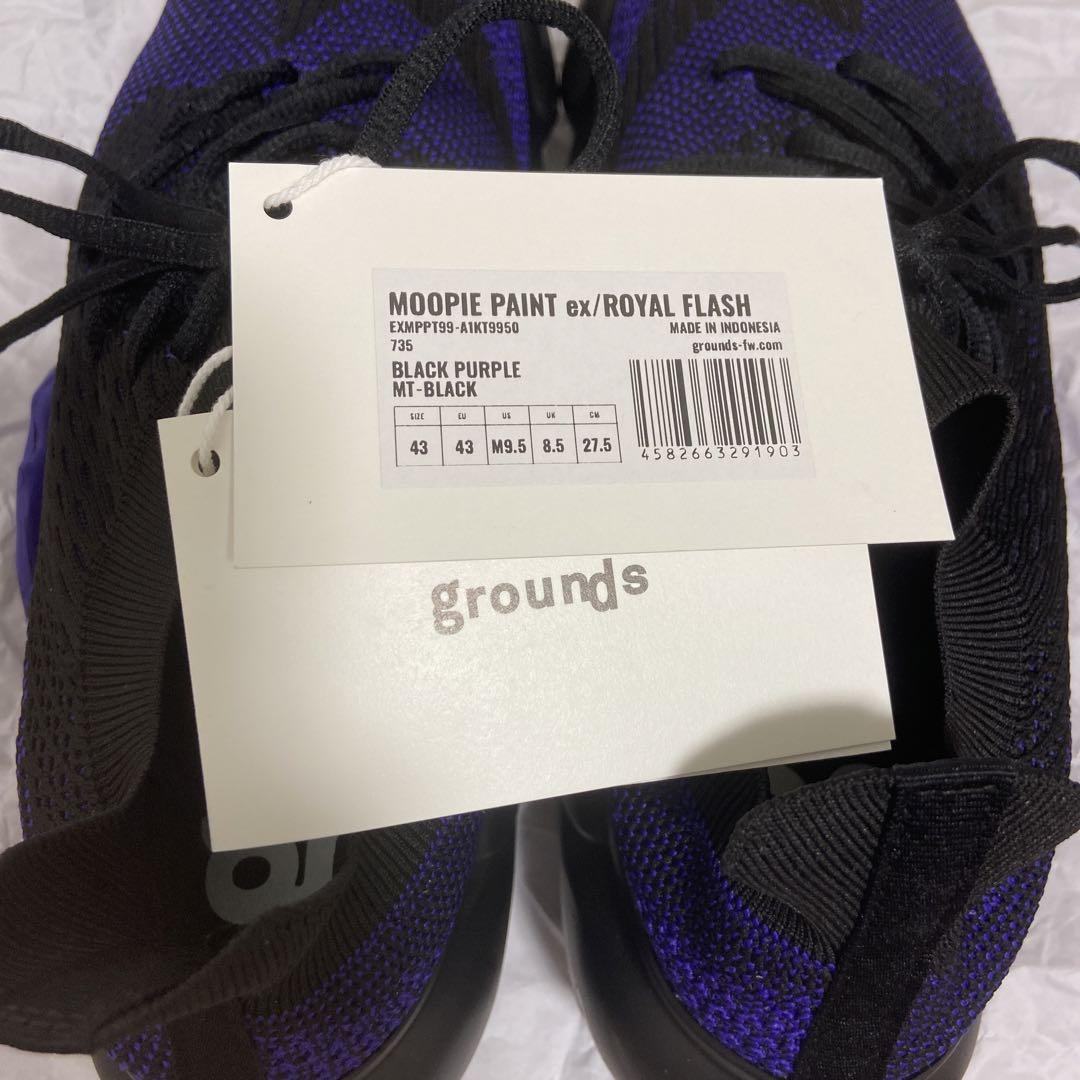 MOOPIE PAINT ex/ROYAL FLASH
EXMPPT99-A1KT9950 MADE IN INDONESIA
735 grounds-fw.com
BLACK PURPLE
MT-BLACK
SIZE EU US UK CM
43 43 M9.5 8.5 27.5
4582663291903
grounds